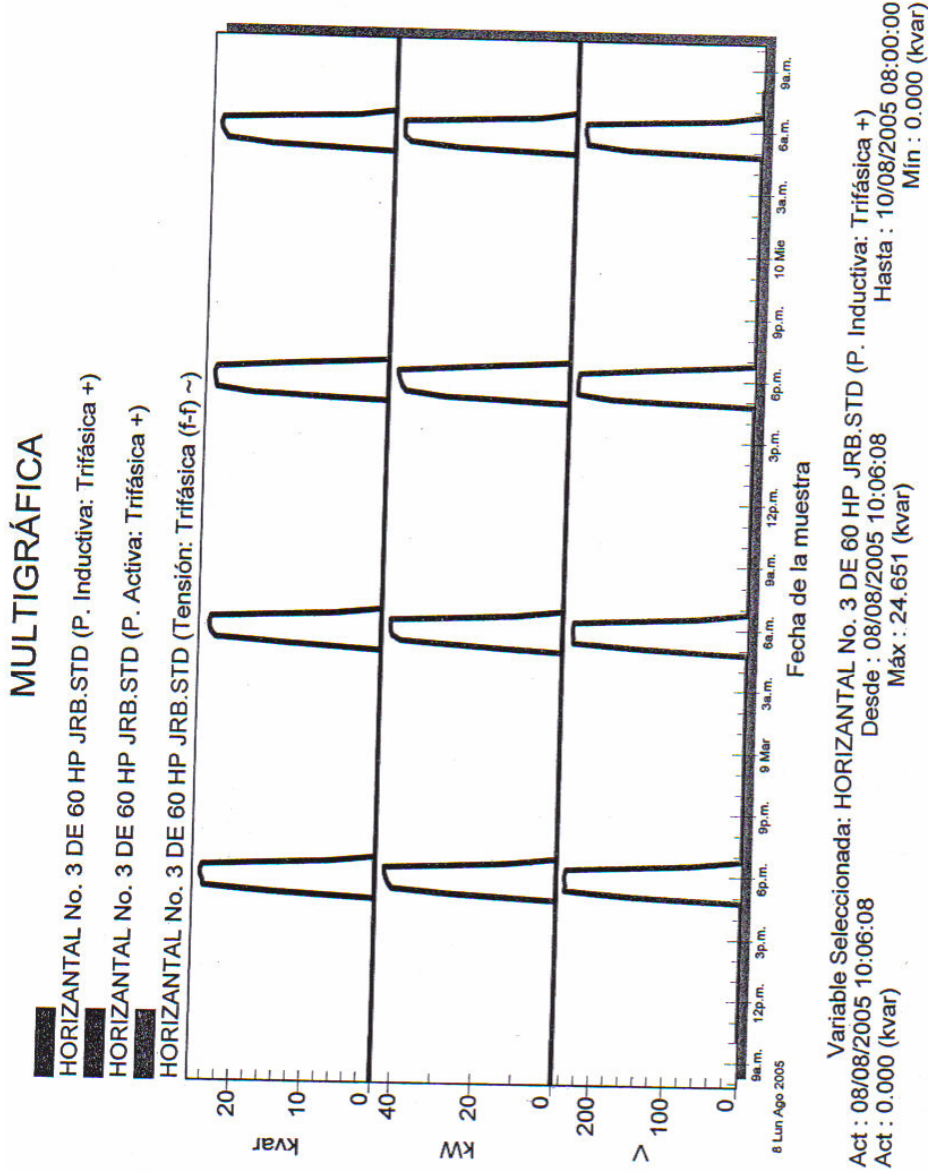 MULTIGRÁFICA
HORIZANTAL No. 3 DE 60 HP JRB.STD (P. Inductiva: Trifásica +)
HORIZANTAL No. 3 DE 60 HP JRB.STD (P. Activa: Trifásica +)
HORIZANTAL No. 3 DE 60 HP JRB.STD (Tensión: Trifásica (f-f) ~)
kvar
20
10
0
kW
40
20
0
V
200
100
0
9a.m. 12p.m. 3p.m. 6p.m. 9p.m. 9 Mar 3a.m. 6a.m. 9a.m. 12p.m. 3p.m. 6p.m. 9p.m. 10 Mie 3a.m. 6a.m. 9a.m.
8 Lun Ago 2005
Fecha de la muestra
Variable Seleccionada: HORIZANTAL No. 3 DE 60 HP JRB.STD (P. Inductiva: Trifásica +)
Act : 08/08/2005 10:06:08 Desde : 08/08/2005 10:06:08 Hasta : 10/08/2005 08:00:00
Act : 0.000 (kvar) Máx : 24.651 (kvar) Mín : 0.000 (kvar)